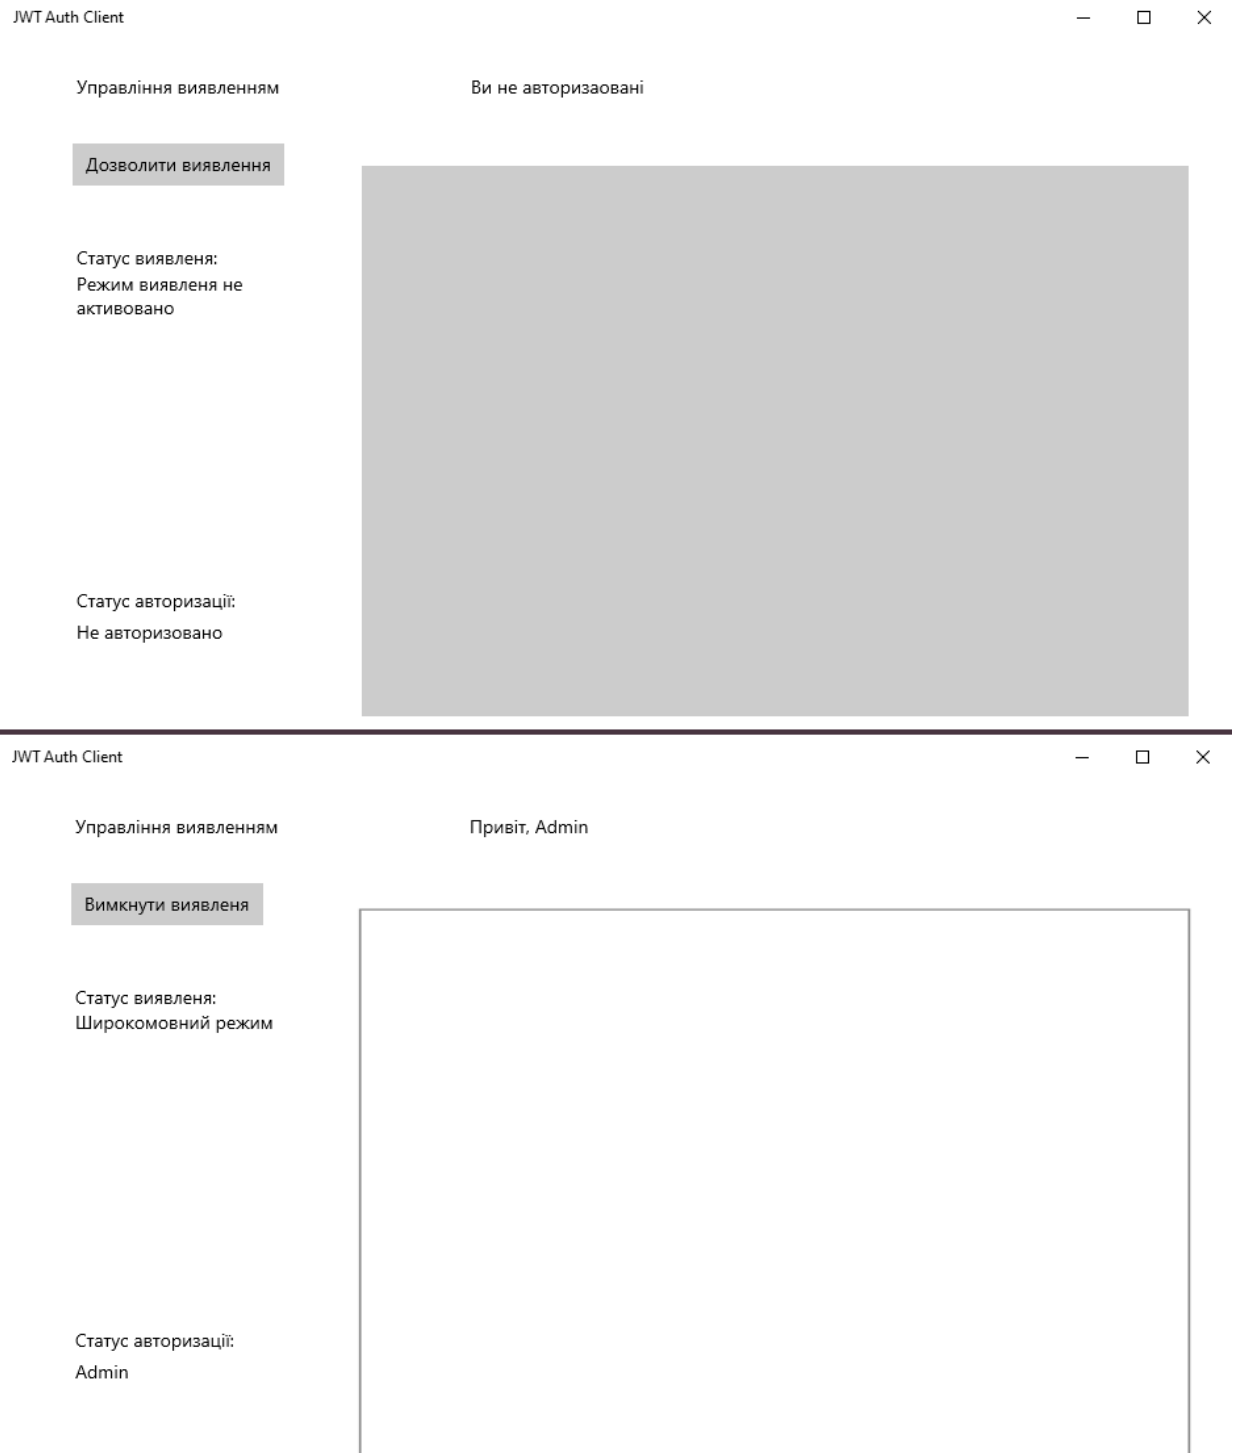 JWT Auth Client
Управління виявленням
Ви не авторизаовані
Дозволити виявлення
Статус виявленя:
Режим виявленя не
активовано
Статус авторизації:
Не авторизовано
JWT Auth Client
Управління виявленням
Привіт, Admin
Вимкнути виявленя
Статус виявленя:
Широкомовний режим
Статус авторизації:
Admin